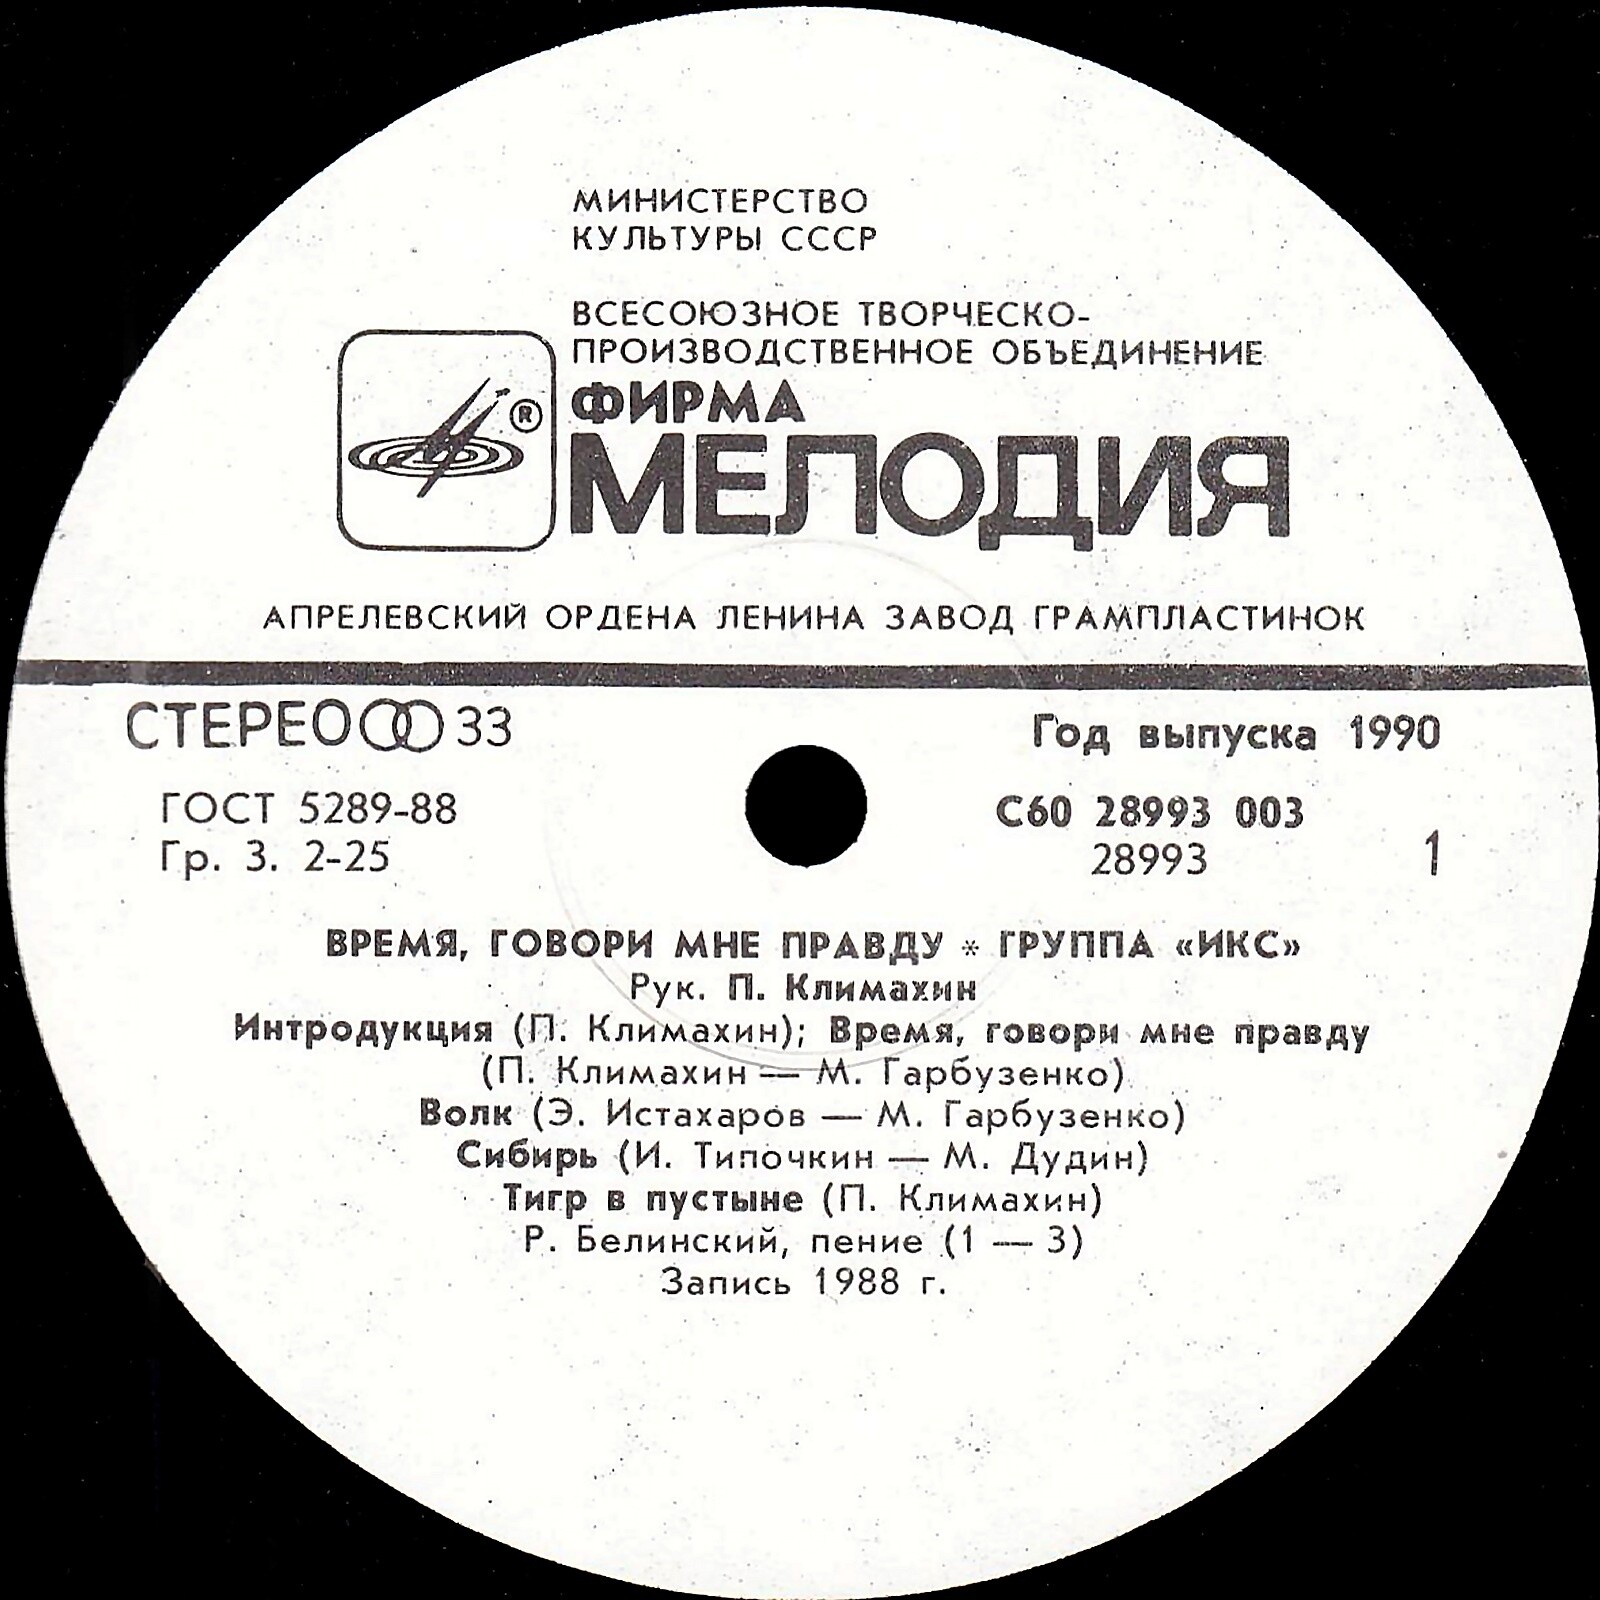 МИНИСТЕРСТВО
КУЛЬТУРЫ СССР
ВСЕСОЮЗНОЕ ТВОРЧЕСКО-
ПРОИЗВОДСТВЕННОЕ ОБЪЕДИНЕНИЕ
®
ФИРМА
МЕЛОДИЯ
АПРЕЛЕВСКИЙ ОРДЕНА ЛЕНИНА ЗАВОД ГРАМПЛАСТИНОК
СТЕРЕО 33
Год выпуска 1990
ГОСТ 5289-88
С60 28993 003
Гр. 3. 2-25
28993
1
ВРЕМЯ, ГОВОРИ МНЕ ПРАВДУ * ГРУППА «ИКС»
Рук. П. Климахин
Интродукция (П. Климахин); Время, говори мне правду
(П. Климахин — М. Гарбузенко)
Волк (Э. Истахаров — М. Гарбузенко)
Сибирь (И. Типочкин — М. Дудин)
Тигр в пустыне (П. Климахин)
Р. Белинский, пение (1 — 3)
Запись 1988 г.